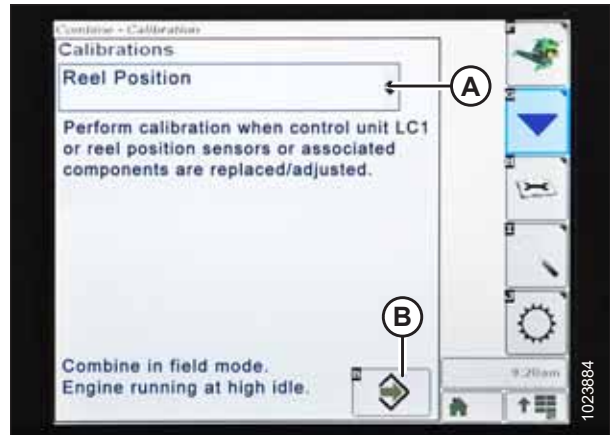 Combine - Calibration
Calibrations
Reel Position
A
Perform calibration when control unit LC1
or reel position sensors or associated
components are replaced/adjusted.
B
Combine in field mode.
Engine running at high idle.
9:20am
1023884